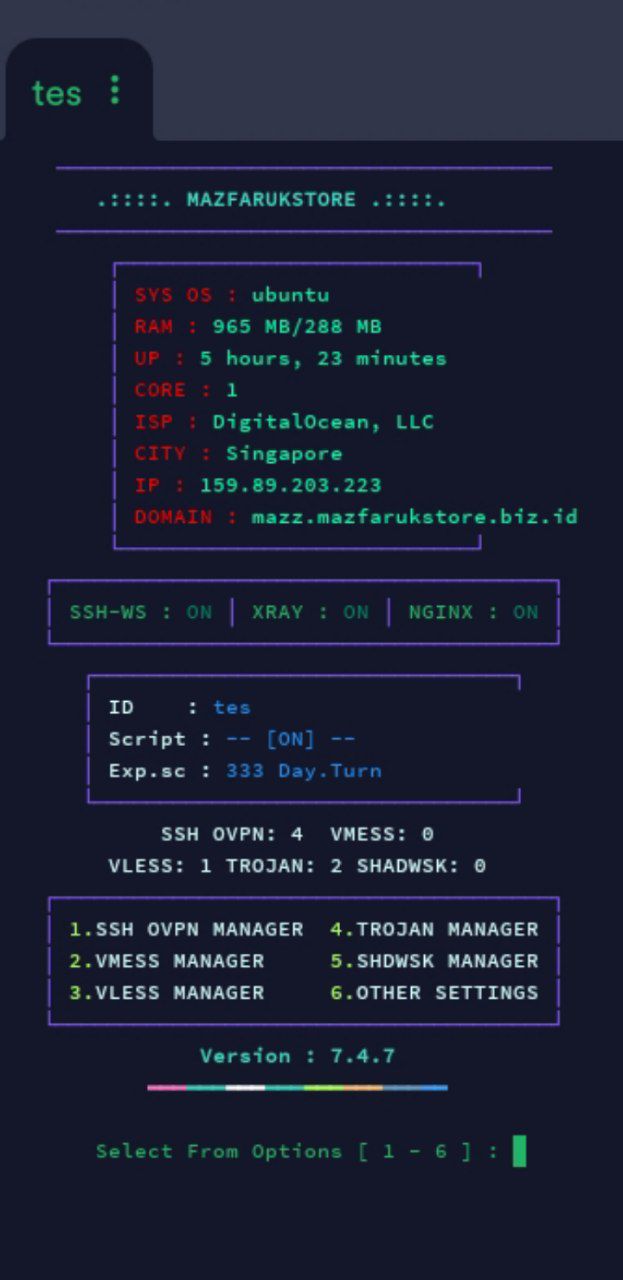 tes
.::::. MAZFARUKSTORE .::::.
SYS OS : ubuntu
RAM : 965 MB/288 MB
UP : 5 hours, 23 minutes
CORE : 1
ISP : DigitalOcean, LLC
CITY : Singapore
IP : 159.89.203.223
DOMAIN : mazz.mazfarukstore.biz.id
SSH-WS : ON | XRAY : ON | NGINX : ON
ID : tes
Script : -- [ON] --
Exp.sc : 333 Day.Turn
SSH OVPN: 4 VMESS: 0
VLESS: 1 TROJAN: 2 SHADWSK: 0
1.SSH OVPN MANAGER 4.TROJAN MANAGER
2.VMESS MANAGER 5.SHDWSK MANAGER
3.VLESS MANAGER 6.OTHER SETTINGS
Version : 7.4.7
Select From Options [ 1 - 6 ] :